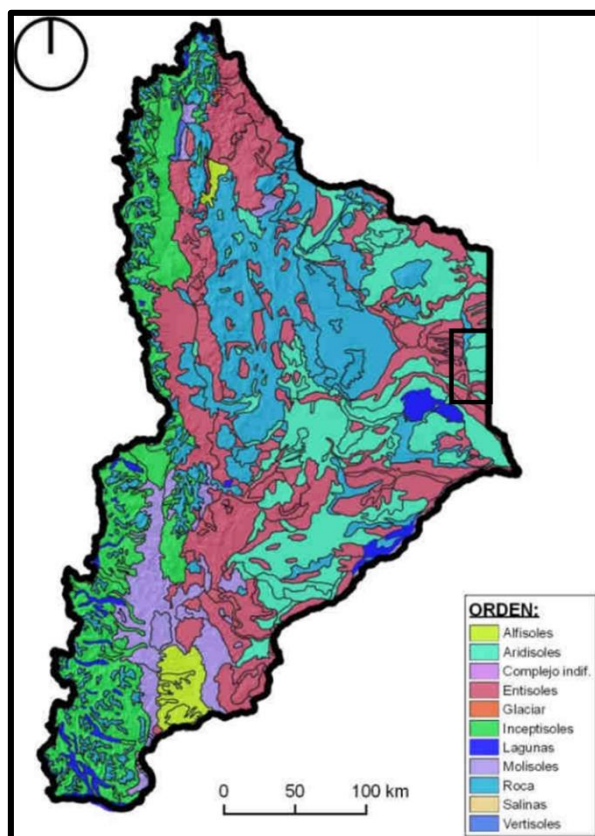 ORDEN:
Alfisoles
Aridisoles
Complejo indif.
Entisoles
Glaciar
Inceptisoles
Lagunas
Molisoles
Roca
Salinas
Vertisoles
0 50 100 km